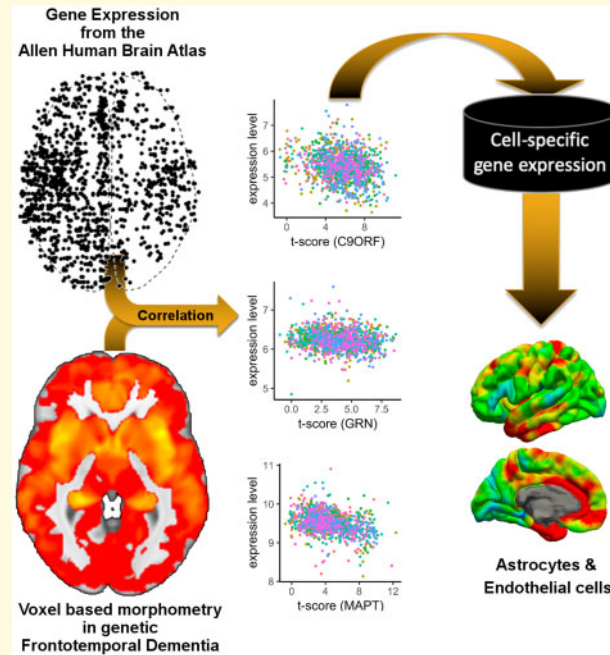 Gene Expression
from the
Allen Human Brain Atlas
Correlation
Voxel based morphometry
in genetic
Frontotemporal Dementia
expression level
7
6
5
4
0
4
8
t-score (C9ORF)
expression level
7
6
5
0.0
2.5
5.0
7.5
t-score (GRN)
expression level
11
10
9
8
0
4
8
12
t-score (MAPT)
Cell-specific
gene expression
Astrocytes &
Endothelial cells